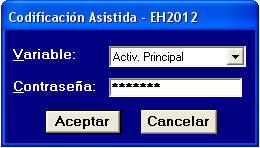 Codificación Asistida - EH2012
Variable: Activ. Principal
Contraseña: *******
Aceptar Cancelar